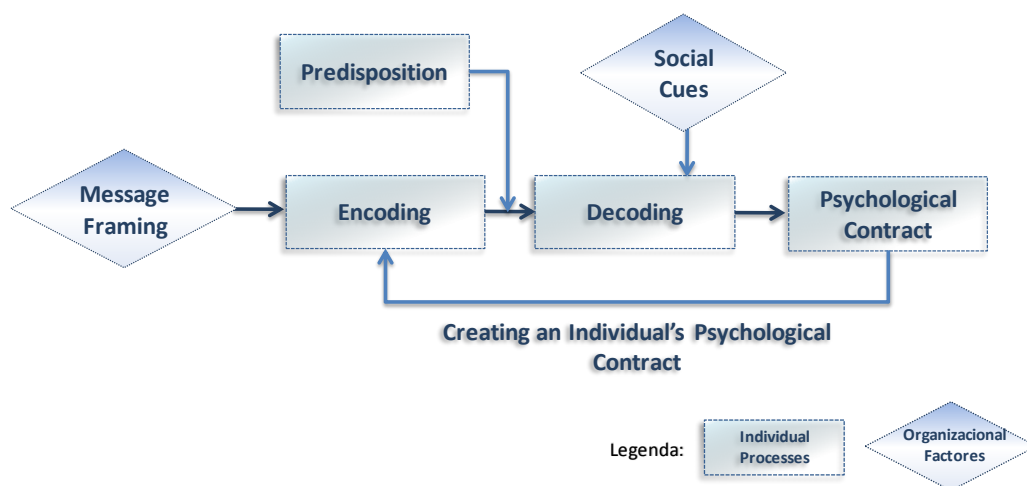 Predisposition
Social
Cues
Message
Framing
Encoding
Decoding
Psychological
Contract
Creating an Individual's Psychological
Contract
Legenda:
Individual
Processes
Organizacional
Factores